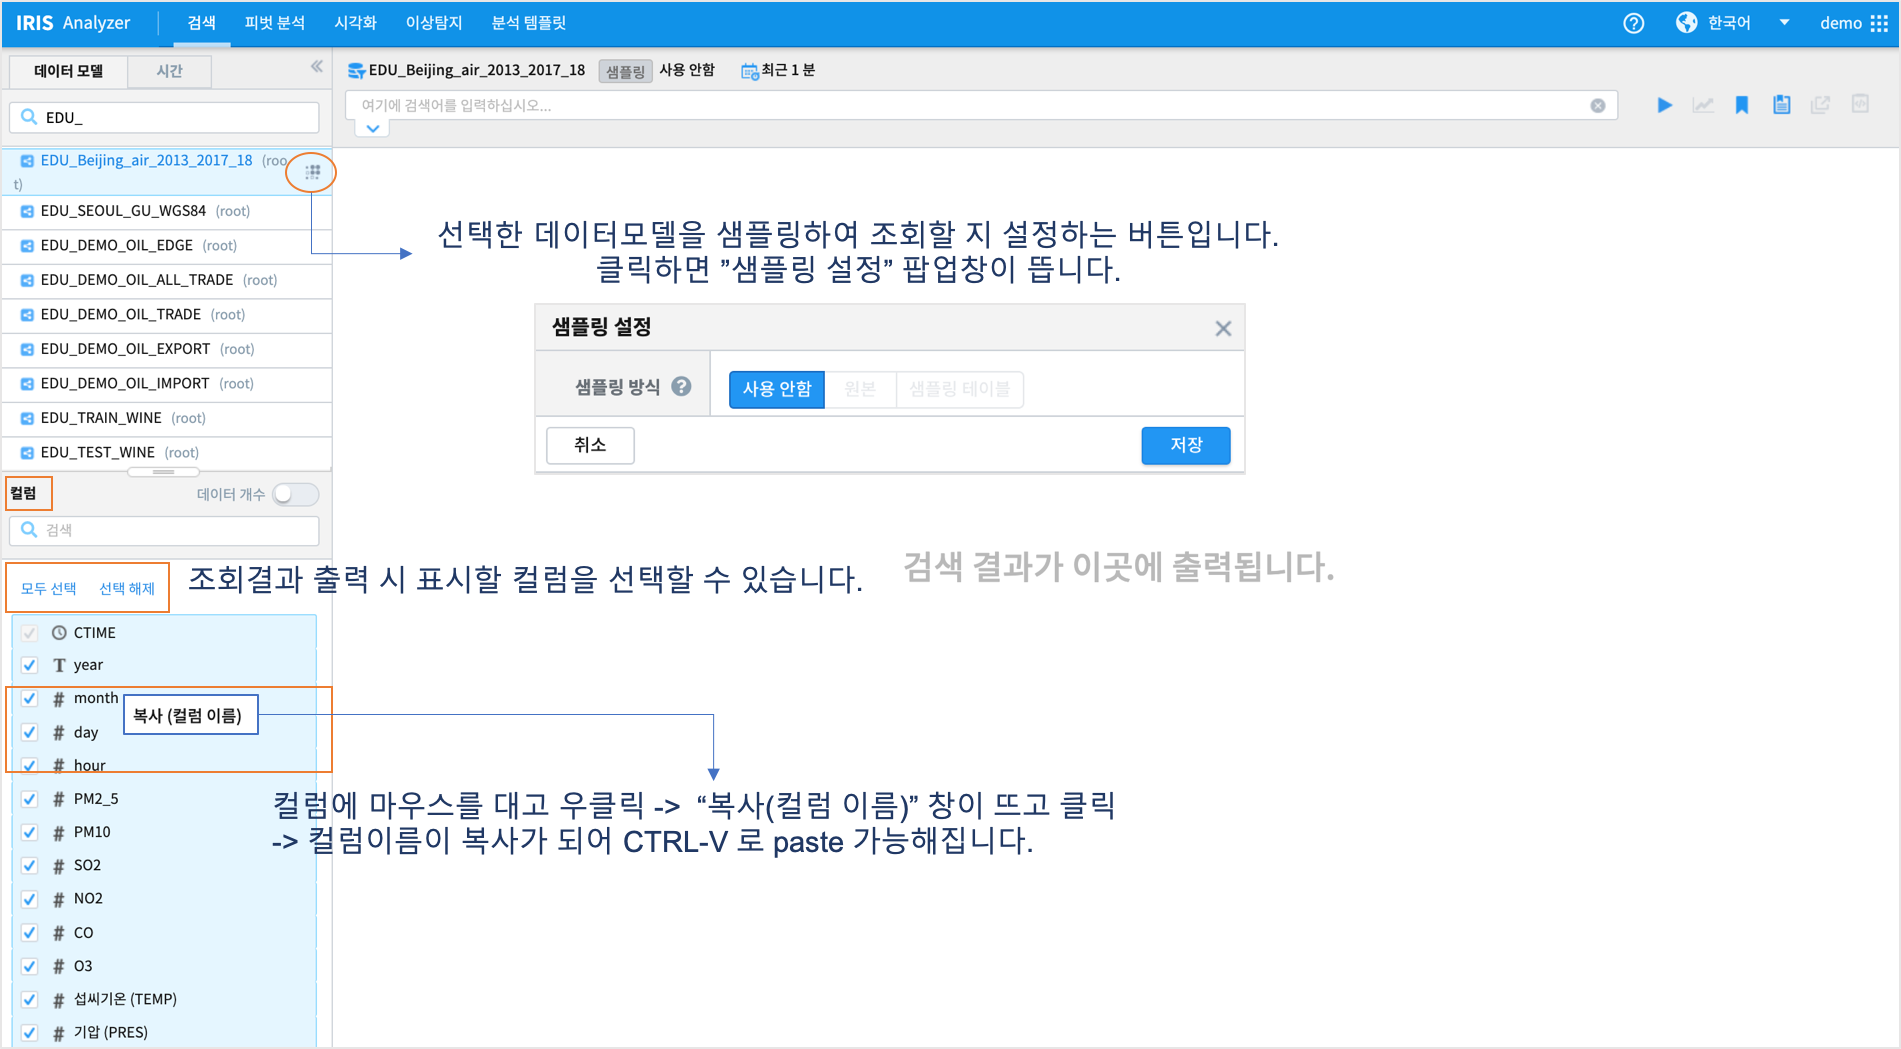 IRIS Analyzer 검색 피벗 분석 시각화 이상탐지 분석 템플릿 한국어 demo
데이터 모델 시간
EDU_Beijing_air_2013_2017_18 샘플링 사용 안함 최근 1 분
EDU_
여기에 검색어를 입력하십시오...
EDU_Beijing_air_2013_2017_18 (roo
t)
EDU_SEOUL_GU_WGS84 (root)
EDU_DEMO_OIL_EDGE (root)
EDU_DEMO_OIL_ALL_TRADE (root)
EDU_DEMO_OIL_TRADE (root)
EDU_DEMO_OIL_EXPORT (root)
EDU_DEMO_OIL_IMPORT (root)
EDU_TRAIN_WINE (root)
EDU_TEST_WINE (root)
선택한 데이터모델을 샘플링하여 조회할 지 설정하는 버튼입니다.
클릭하면 ”샘플링 설정” 팝업창이 뜹니다.
샘플링 설정
샘플링 방식 ? 사용 안함 원본 샘플링 테이블
취소 저장
컬럼 데이터 개수
검색
모두 선택 선택 해제
조회결과 출력 시 표시할 컬럼을 선택할 수 있습니다.
검색 결과가 이곳에 출력됩니다.
CTIME
T year
# month
복사 (컬럼 이름)
# day
# hour
# PM2_5
# PM10
# SO2
# NO2
# CO
# O3
# 섭씨기온 (TEMP)
# 기압 (PRES)
컬럼에 마우스를 대고 우클릭 -> “복사(컬럼 이름)” 창이 뜨고 클릭
-> 컬럼이름이 복사가 되어 CTRL-V 로 paste 가능해집니다.